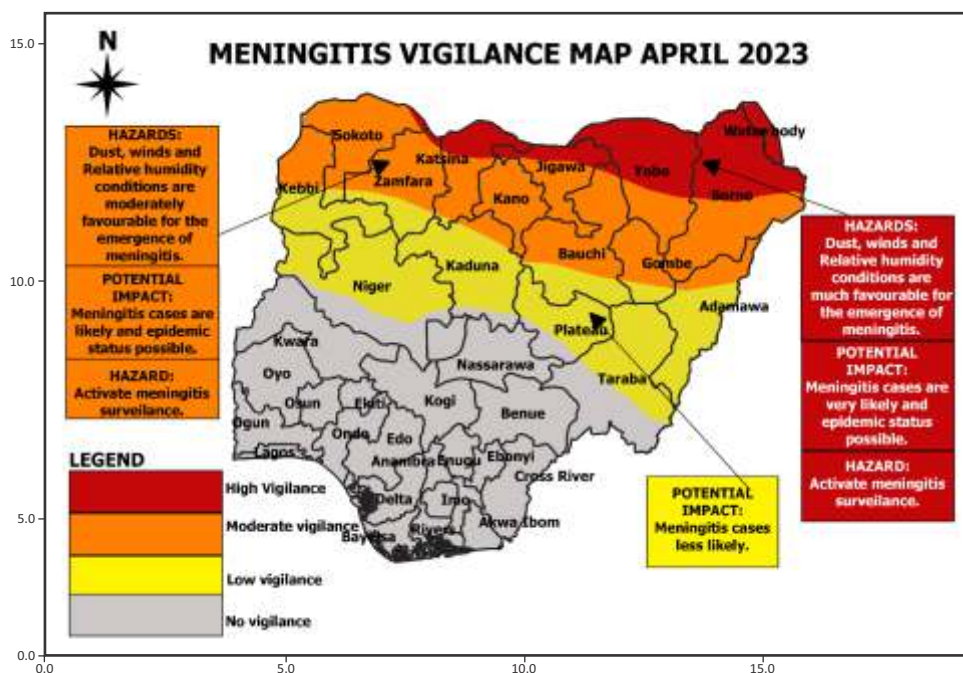 15.0
N
MENINGITIS VIGILANCE MAP APRIL 2023
HAZARDS:
Dust, winds and
Relative humidity
conditions are
moderately
favourable for the
emergence of
meningitis.
POTENTIAL
IMPACT:
Meningitis cases are
likely and epidemic
status possible.
HAZARD:
Activate meningitis
surveilance.
Sokoto
Katsina
Jigawa
Yobe
Borno
Kebbi
Zamfara
Kano
Bauchi
Gombe
Kaduna
Niger
Adamawa
Plateau
Kwara
Nassarawa
Taraba
Oyo
Kogi
Benue
Osun
Ekiti
Ogun
Ondo
Edo
Lagos
Anambra
Enugu
Ebonyi
Cross River
Delta
Imo
Akwa Ibom
Rivers
Bayelsa
HAZARDS:
Dust, winds and
Relative humidity
conditions are
much favourable for
the emergence of
meningitis.
POTENTIAL
IMPACT:
Meningitis cases are
very likely and
epidemic status
possible.
HAZARD:
Activate meningitis
surveilance.
POTENTIAL
IMPACT:
Meningitis cases
less likely.
LEGEND
High Vigilance
Moderate vigilance
Low vigilance
No vigilance
10.0
5.0
0.0
0.0
5.0
10.0
15.0